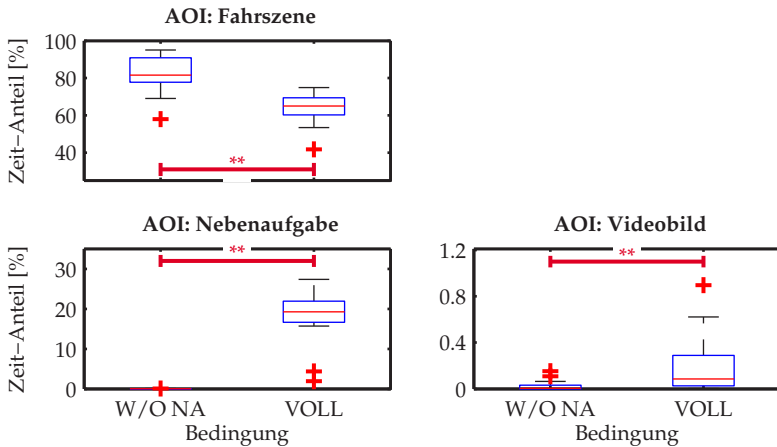 AOI: Fahrszene
Zeit−Anteil [%]
100
80
60
40
**
AOI: Nebenaufgabe
Zeit−Anteil [%]
30
20
10
0
**
W/O NA VOLL
Bedingung
AOI: Videobild
1.2
0.8
0.4
0
**
W/O NA VOLL
Bedingung